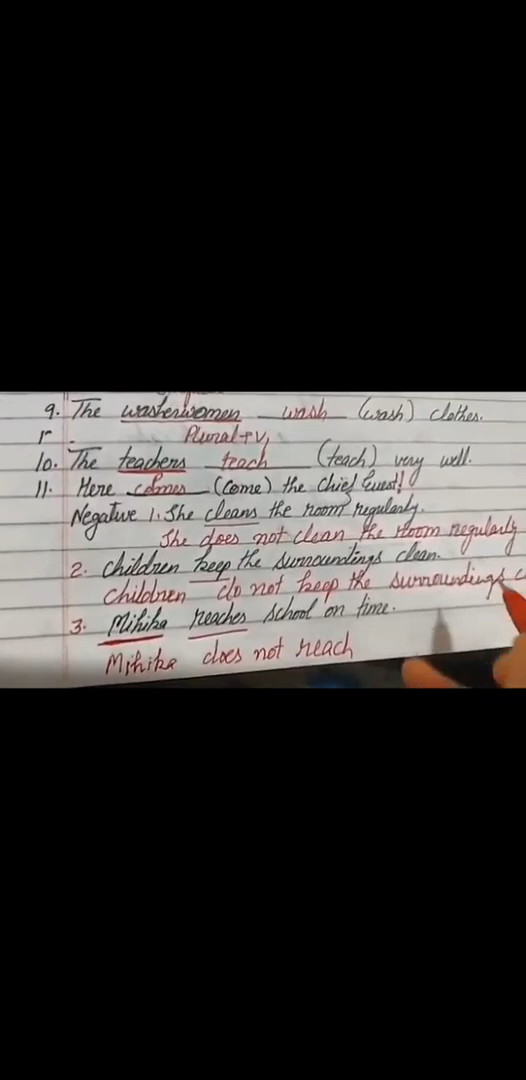 9. The washerwomen wash (wash) clothes.
r . Plural+V1
10. The teachers teach (teach) very well.
11. Here comes (come) the Chief Guest!
Negative 1. She cleans the room regularly.
She does not clean the room regularly
2. Children keep the surroundings clean.
Children do not keep the surroundings c
3. Mihika reaches school on time.
Mihika does not reach